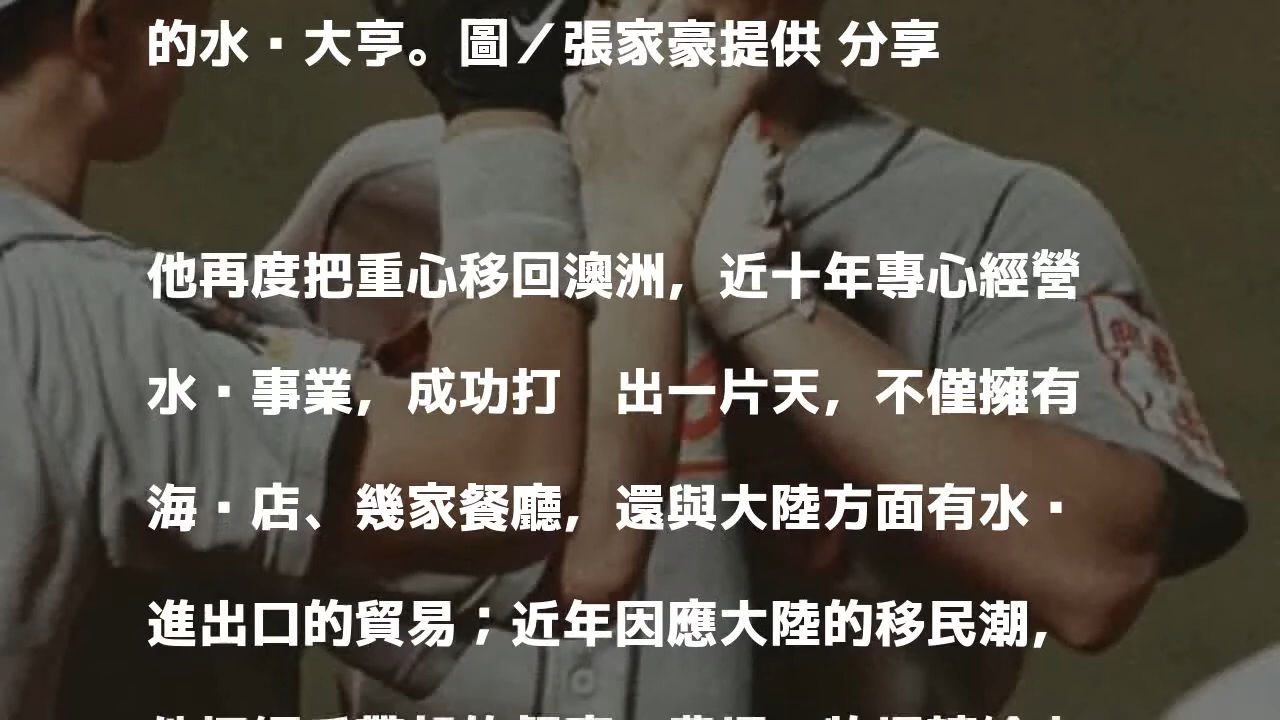 的水▪大亨。圖／張家豪提供 分享
他再度把重心移回澳洲，近十年專心經營
水▪事業，成功打　出一片天，不僅擁有
海▪店、幾家餐廳，還與大陸方面有水▪
進出口的貿易；近年因應大陸的移民潮，